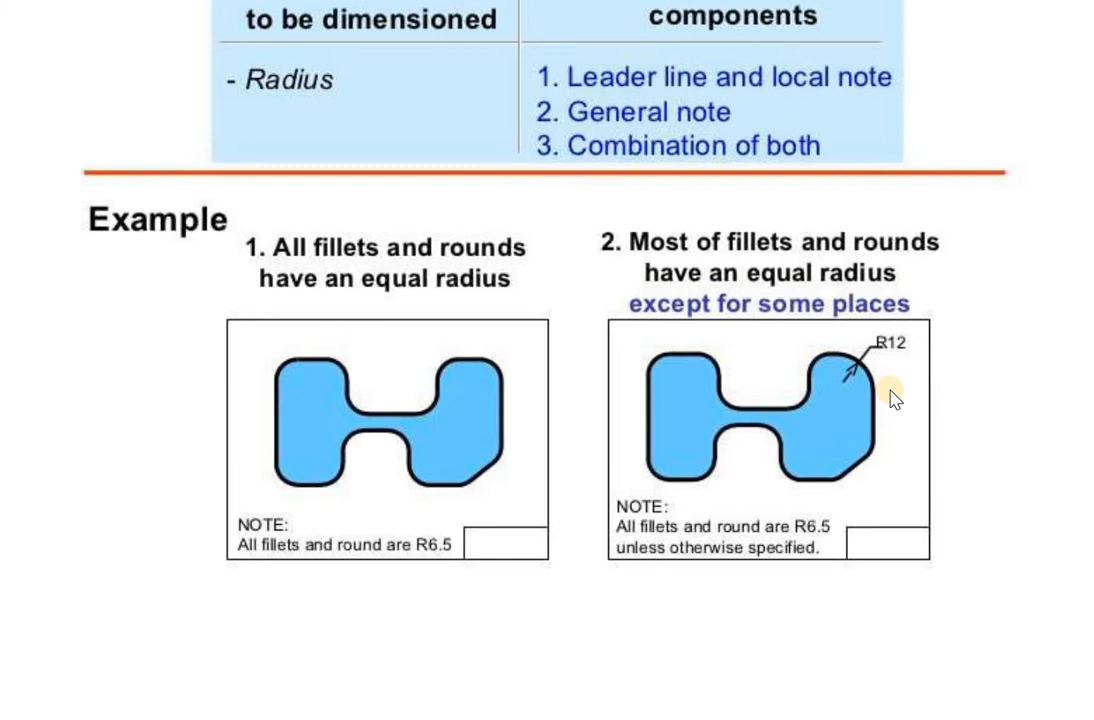 to be dimensioned
components
- Radius
1. Leader line and local note
2. General note
3. Combination of both
Example
1. All fillets and rounds
have an equal radius
2. Most of fillets and rounds
have an equal radius
except for some places
NOTE:
All fillets and round are R6.5
R12
NOTE:
All fillets and round are R6.5
unless otherwise specified.